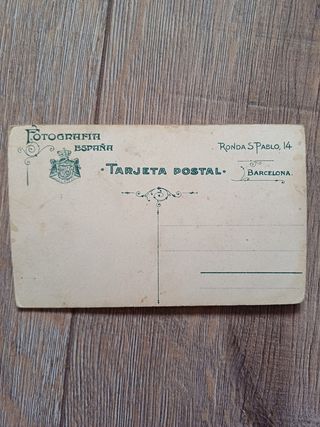 FOTOGRAFIA
ESPAÑA
RONDA S. PABLO, 14
BARCELONA.
· TARJETA POSTAL ·